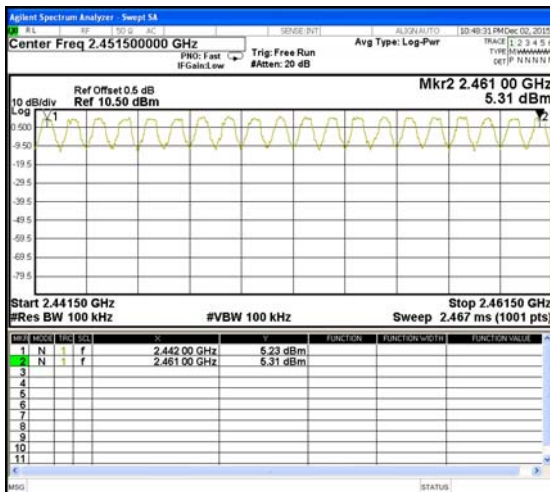 Agilent Spectrum Analyzer - Swept SA
RL RF 50 Ω AC SENSE:INT ALIGN AUTO 10:48:31 PM Dec 02, 2015
Center Freq 2.451500000 GHz
PNO: Fast Trig: Free Run Avg Type: Log-Pwr TRACE 1 2 3 4 5
IFGain:Low #Atten: 20 dB TYPE M
DET P N N N N
Mkr2 2.461 00 GHz
Ref Offset 0.5 dB
10 dB/div Ref 10.50 dBm 5.31 dBm
Log
1 2
0.500
-9.50
-19.5
-29.5
-39.5
-49.5
-59.5
-69.5
-79.5
Start 2.44150 GHz Stop 2.46150 GHz
#Res BW 100 kHz #VBW 100 kHz Sweep 2.467 ms (1001 pts)
MKR MODE TRC SCL X Y FUNCTION FUNCTION WIDTH FUNCTION VALUE
1 N 1 f 2.442 00 GHz 5.23 dBm
2 N 1 f 2.461 00 GHz 5.31 dBm
3
4
5
6
7
8
9
10
11
MSG STATUS